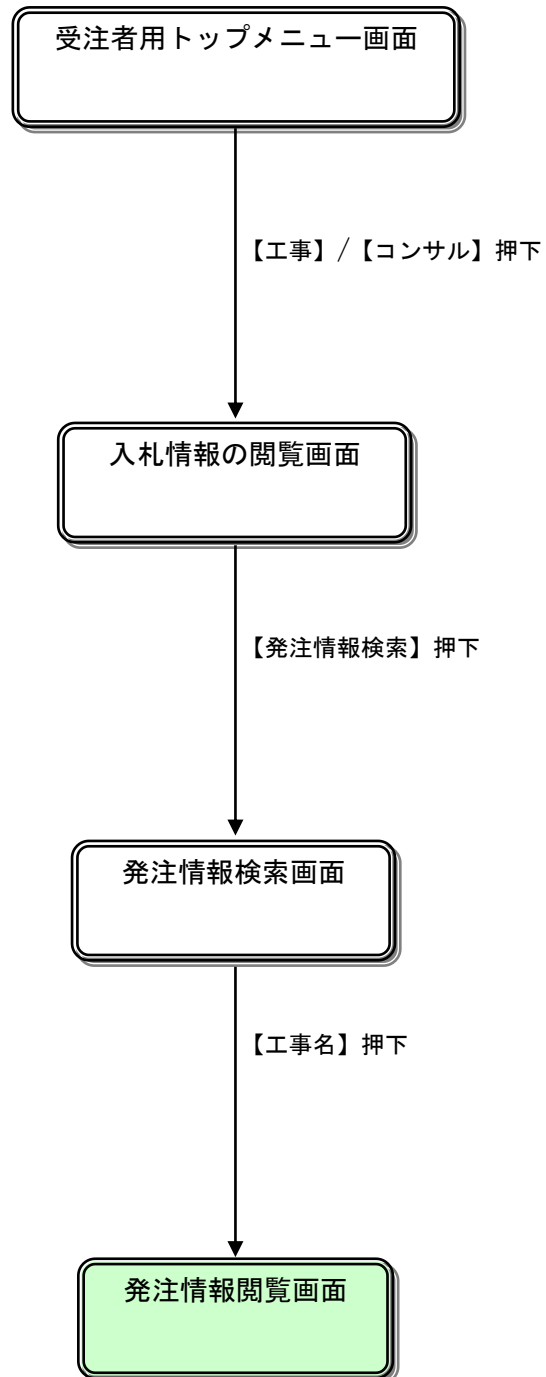 受注者用トップメニュー画面
【工事】/【コンサル】押下
入札情報の閲覧画面
【発注情報検索】押下
発注情報検索画面
【工事名】押下
発注情報閲覧画面